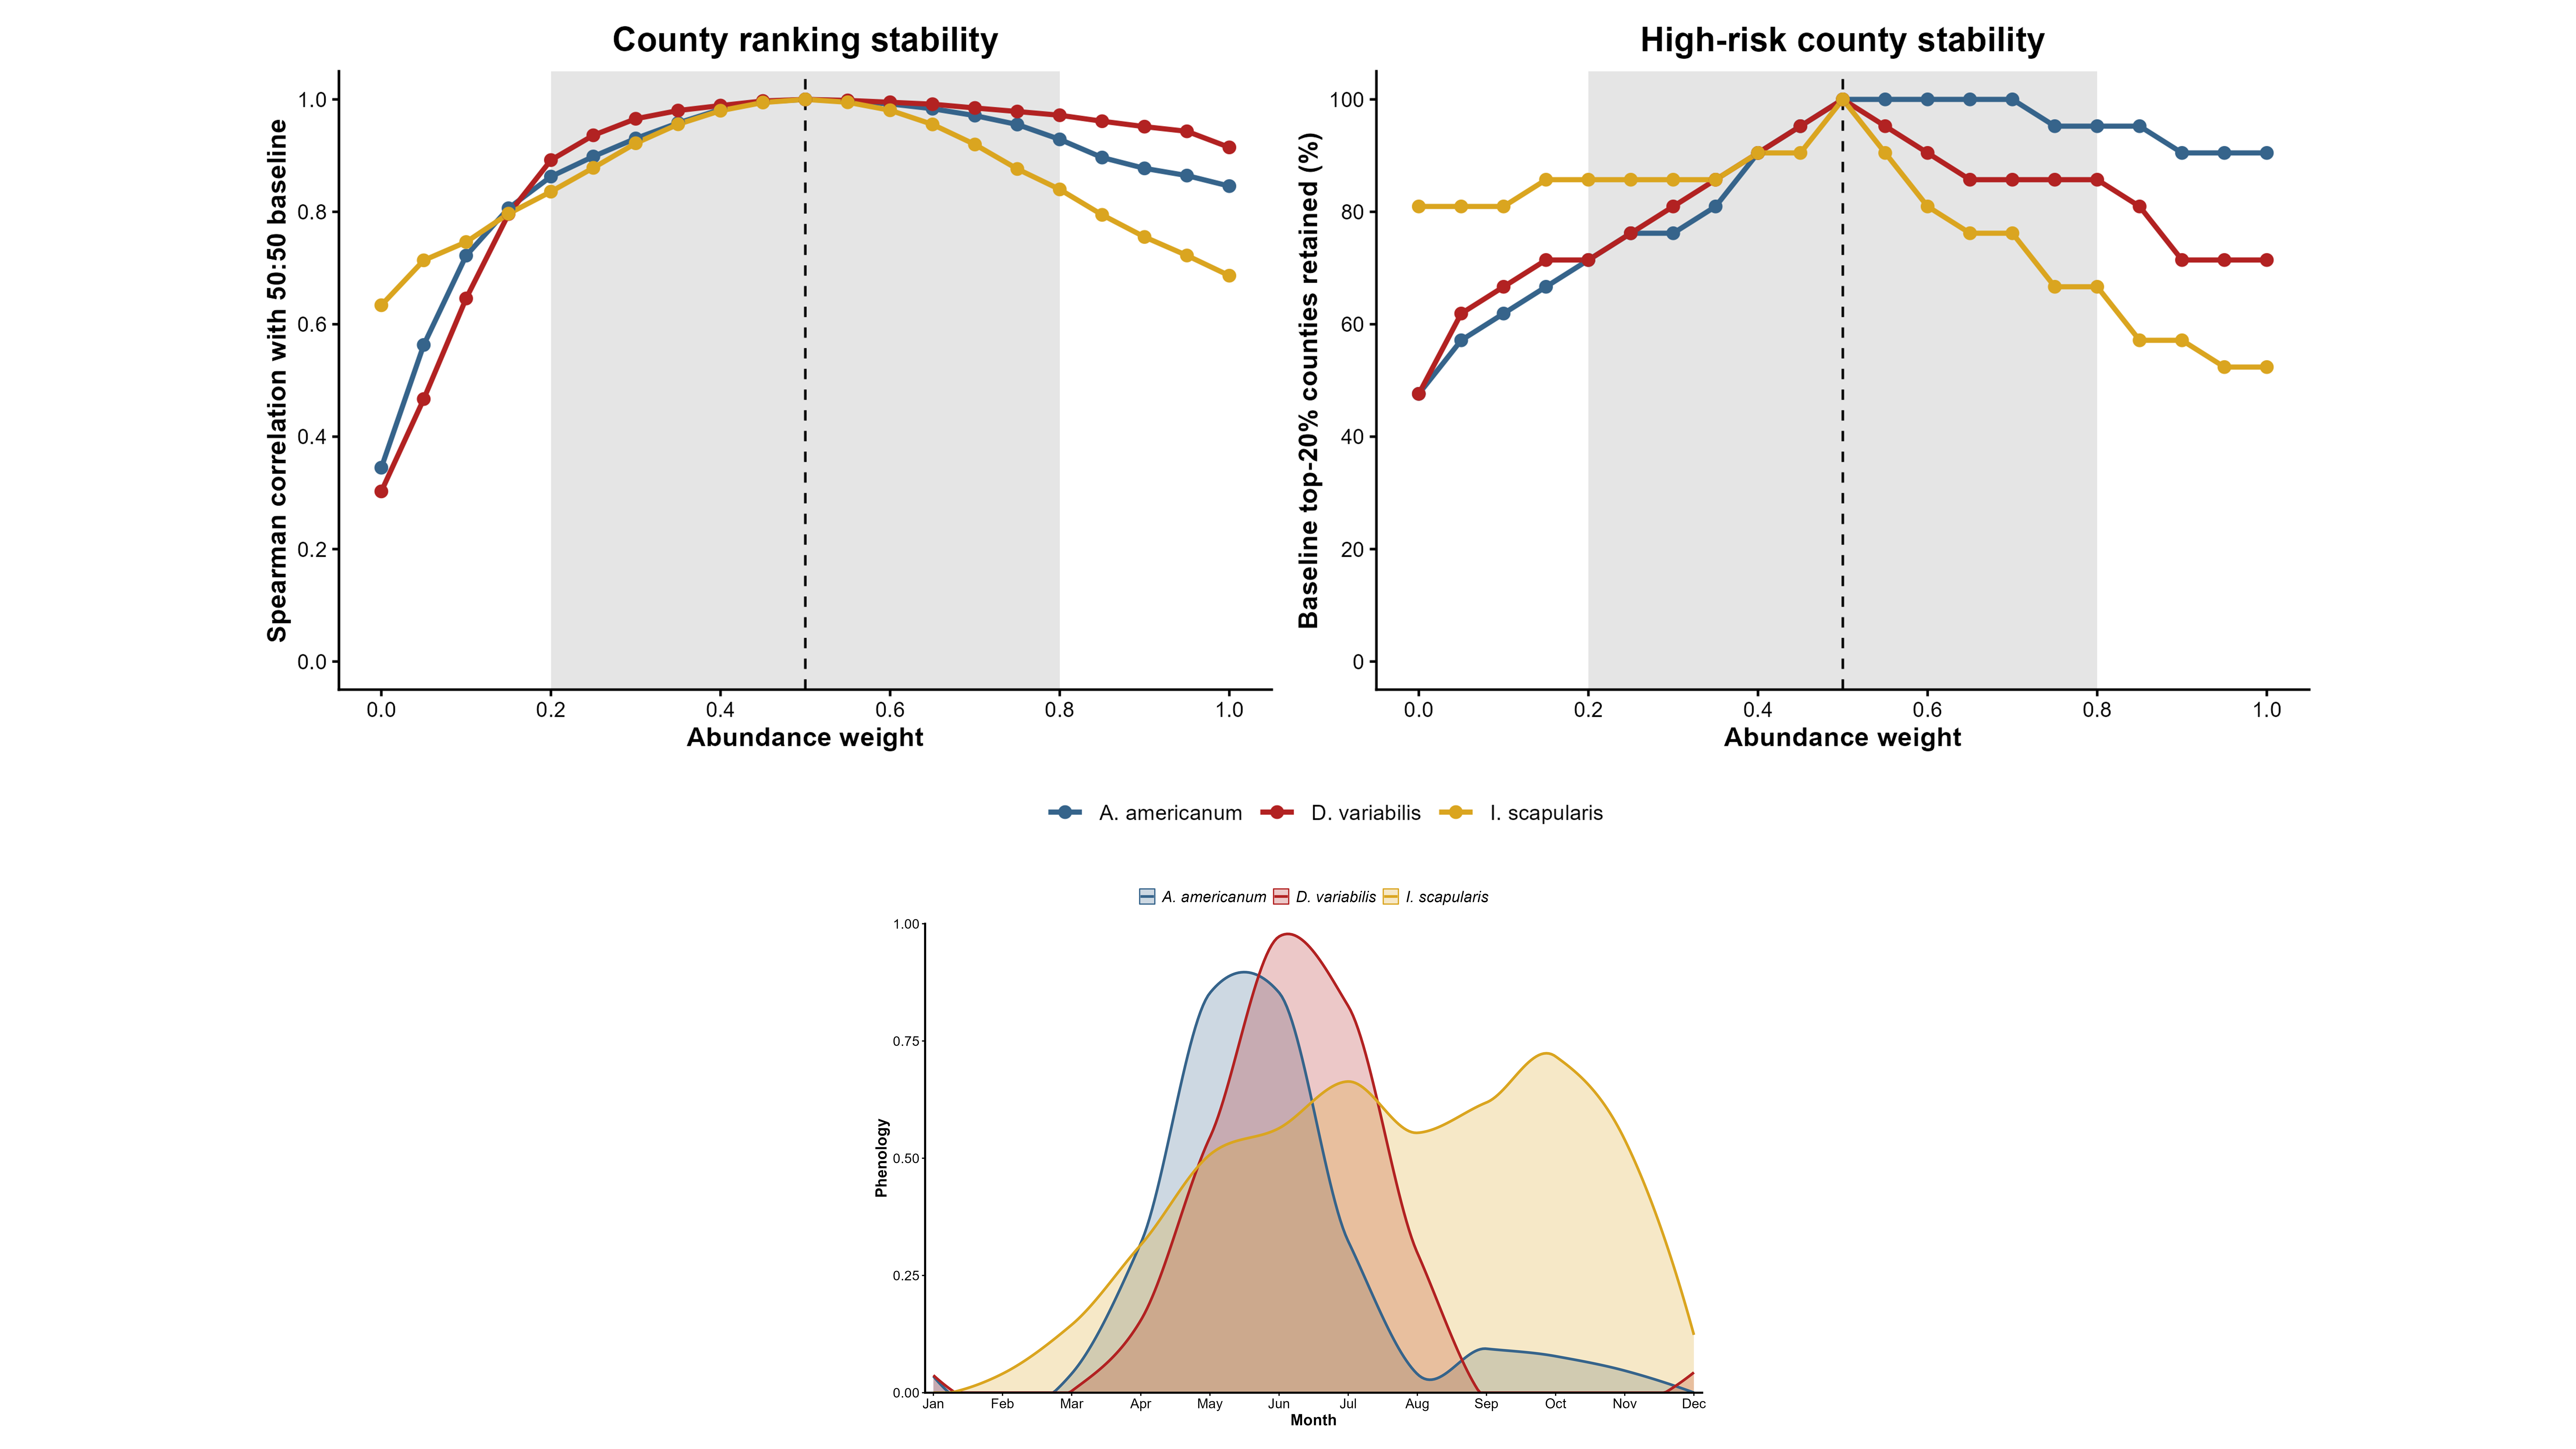 County ranking stability
Spearman correlation with 50:50 baseline
1.0
0.8
0.6
0.4
0.2
0.0
0.0 0.2 0.4 0.6 0.8 1.0
Abundance weight
High-risk county stability
Baseline top-20% counties retained (%)
100
80
60
40
20
0
0.0 0.2 0.4 0.6 0.8 1.0
Abundance weight
A. americanum D. variabilis I. scapularis
A. americanum D. variabilis I. scapularis
Phenology
1.00
0.75
0.50
0.25
0.00
Jan Feb Mar Apr May Jun Jul Aug Sep Oct Nov Dec
Month